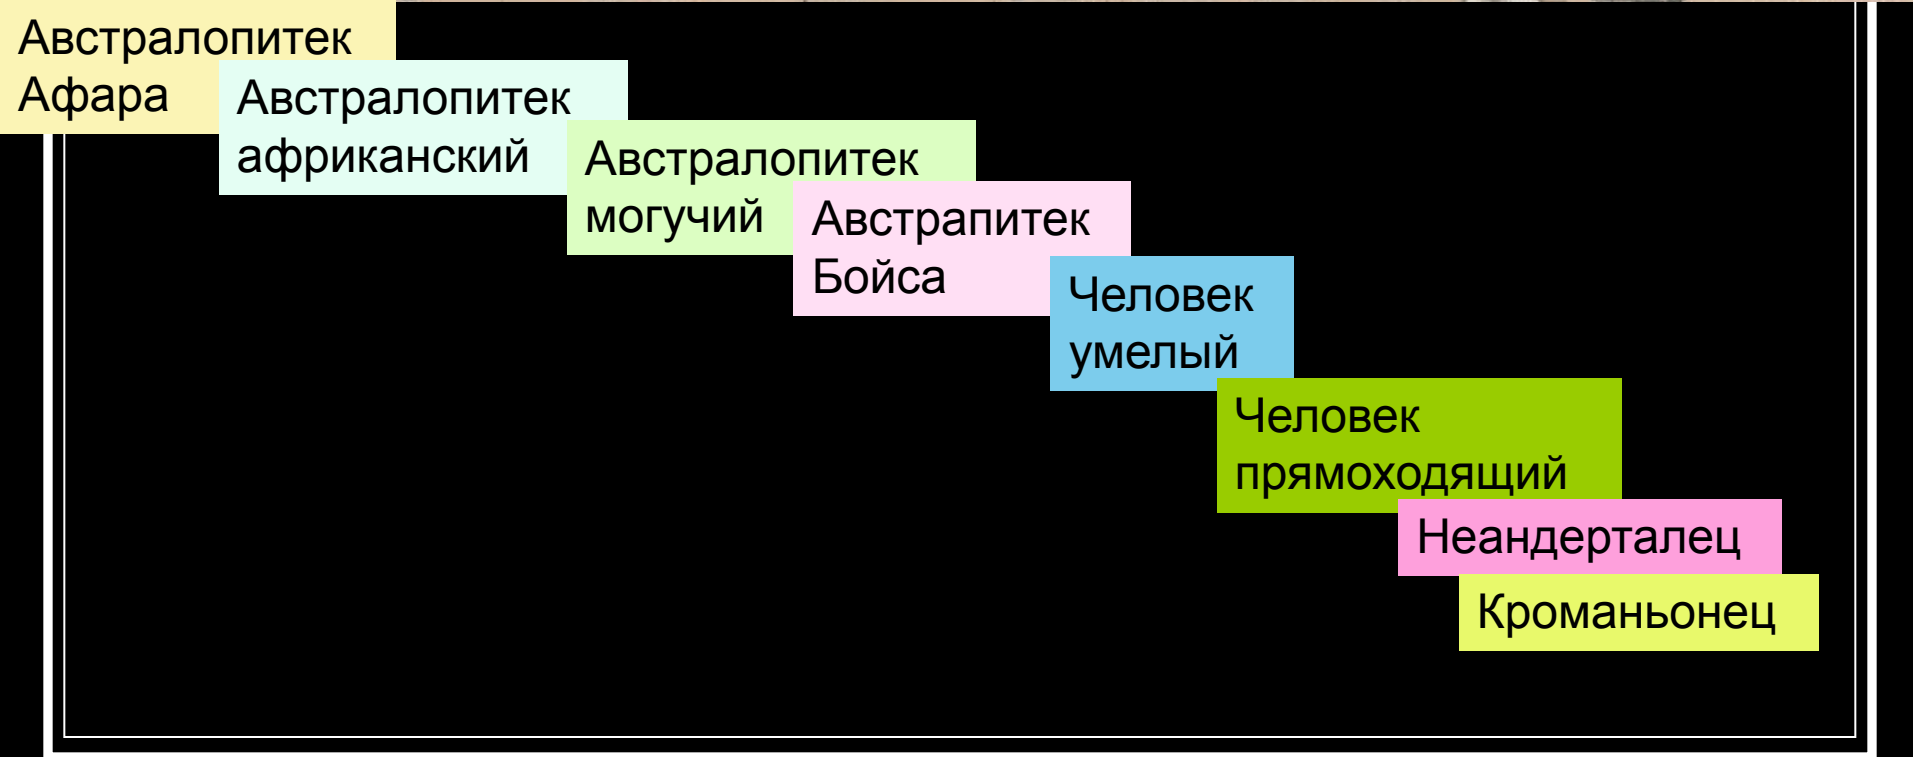 Австралопитек
Афара
Австралопитек
африканский
Австралопитек
могучий
Австрапитек
Бойса
Человек
умелый
Человек
прямоходящий
Неандерталец
Кроманьонец